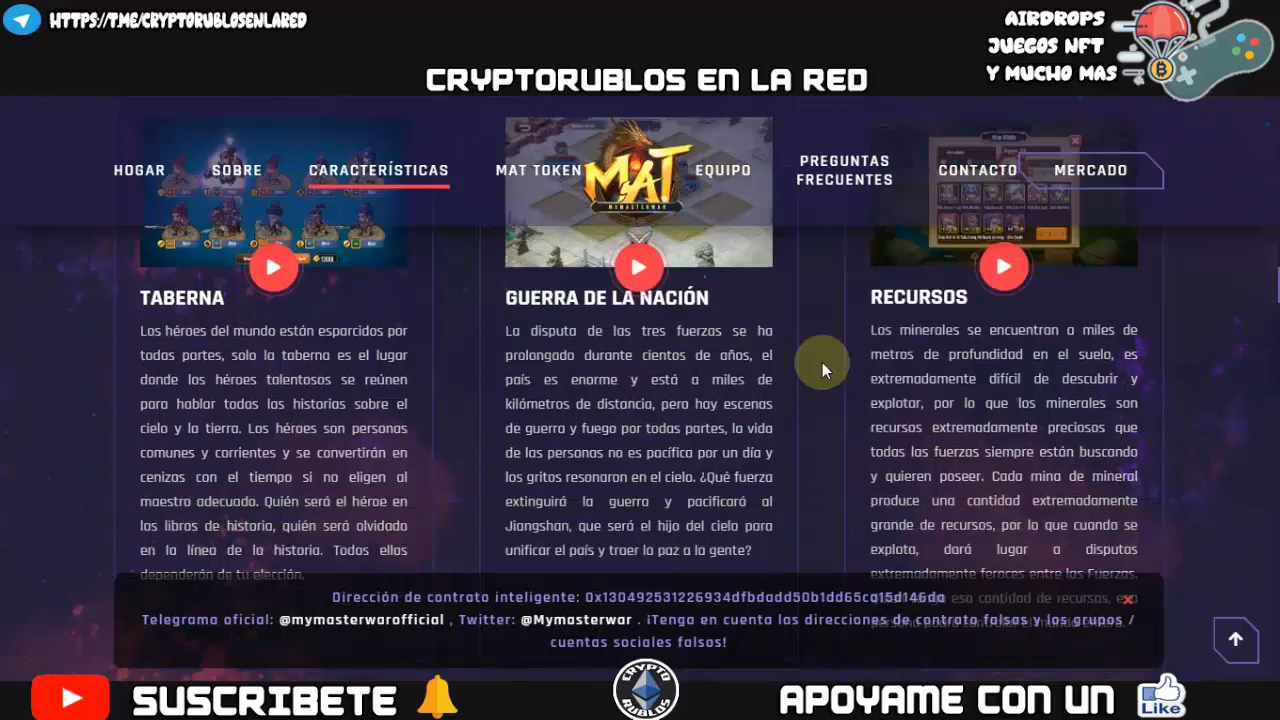 HTTPS://T.ME/CRYPTORUBLOSENLARED
AIRDROPS
JUEGOS NFT
Y MUCHO MAS
CRYPTORUBLOS EN LA RED
HOGAR
SOBRE
CARACTERÍSTICAS
MAT TOKEN
MAT
MYMASTERWAR
EQUIPO
PREGUNTAS
FRECUENTES
CONTACTO
MERCADO
TABERNA
Los héroes del mundo están esparcidos por
todas partes, solo la taberna es el lugar
donde los héroes talentosos se reúnen
para hablar todas las historias sobre el
cielo y la tierra. Los héroes son personas
comunes y corrientes y se convertirán en
cenizas con el tiempo si no eligen al
maestro adecuado. Quién será el héroe en
los libros de historia, quién será olvidado
en la línea de la historia. Todos ellos
dependerán de tu elección.
GUERRA DE LA NACIÓN
La disputa de las tres fuerzas se ha
prolongado durante cientos de años, el
país es enorme y está a miles de
kilómetros de distancia, pero hay escenas
de guerra y fuego por todas partes, la vida
de las personas no es pacífica por un día y
los gritos resonaron en el cielo. ¿Qué fuerza
extinguirá la guerra y pacificará al
Jiangshan, que será el hijo del cielo para
unificar el país y traer la paz a la gente?
RECURSOS
Los minerales se encuentran a miles de
metros de profundidad en el suelo, es
extremadamente difícil de descubrir y
explotar, por lo que los minerales son
recursos extremadamente preciosos que
todas las fuerzas siempre están buscando
y quieren poseer. Cada mina de mineral
produce una cantidad extremadamente
grande de recursos, por lo que cuando se
explota, dará lugar a disputas
extremadamente feroces entre las Fuerzas.
esa cantidad de recursos,
Dirección de contrato inteligente: 0x130492531226934dfbdadd50b1dd65ca15d146da
Telegrama oficial: @mymasterwarofficial , Twitter: @Mymasterwar . ¡Tenga en cuenta las direcciones de contrato falsas y los grupos /
cuentas sociales falsos!
SUSCRIBETE
CRYPTO
RUBLOS
APOYAME CON UN
Like